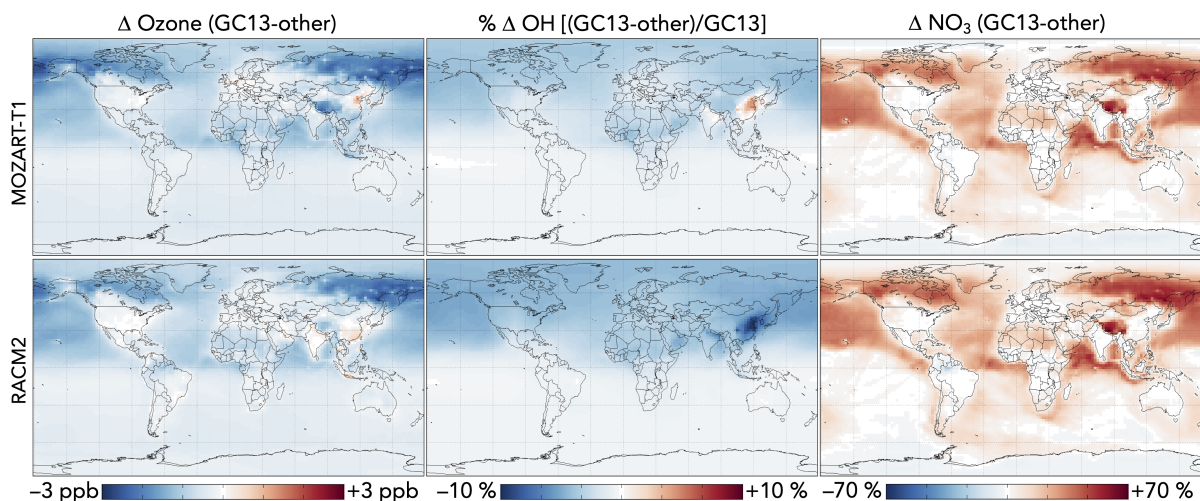 Δ Ozone (GC13-other)
% Δ OH [(GC13-other)/GC13]
Δ NO₃ (GC13-other)
MOZART-T1
RACM2
–3 ppb
+3 ppb
–10 %
+10 %
–70 %
+70 %